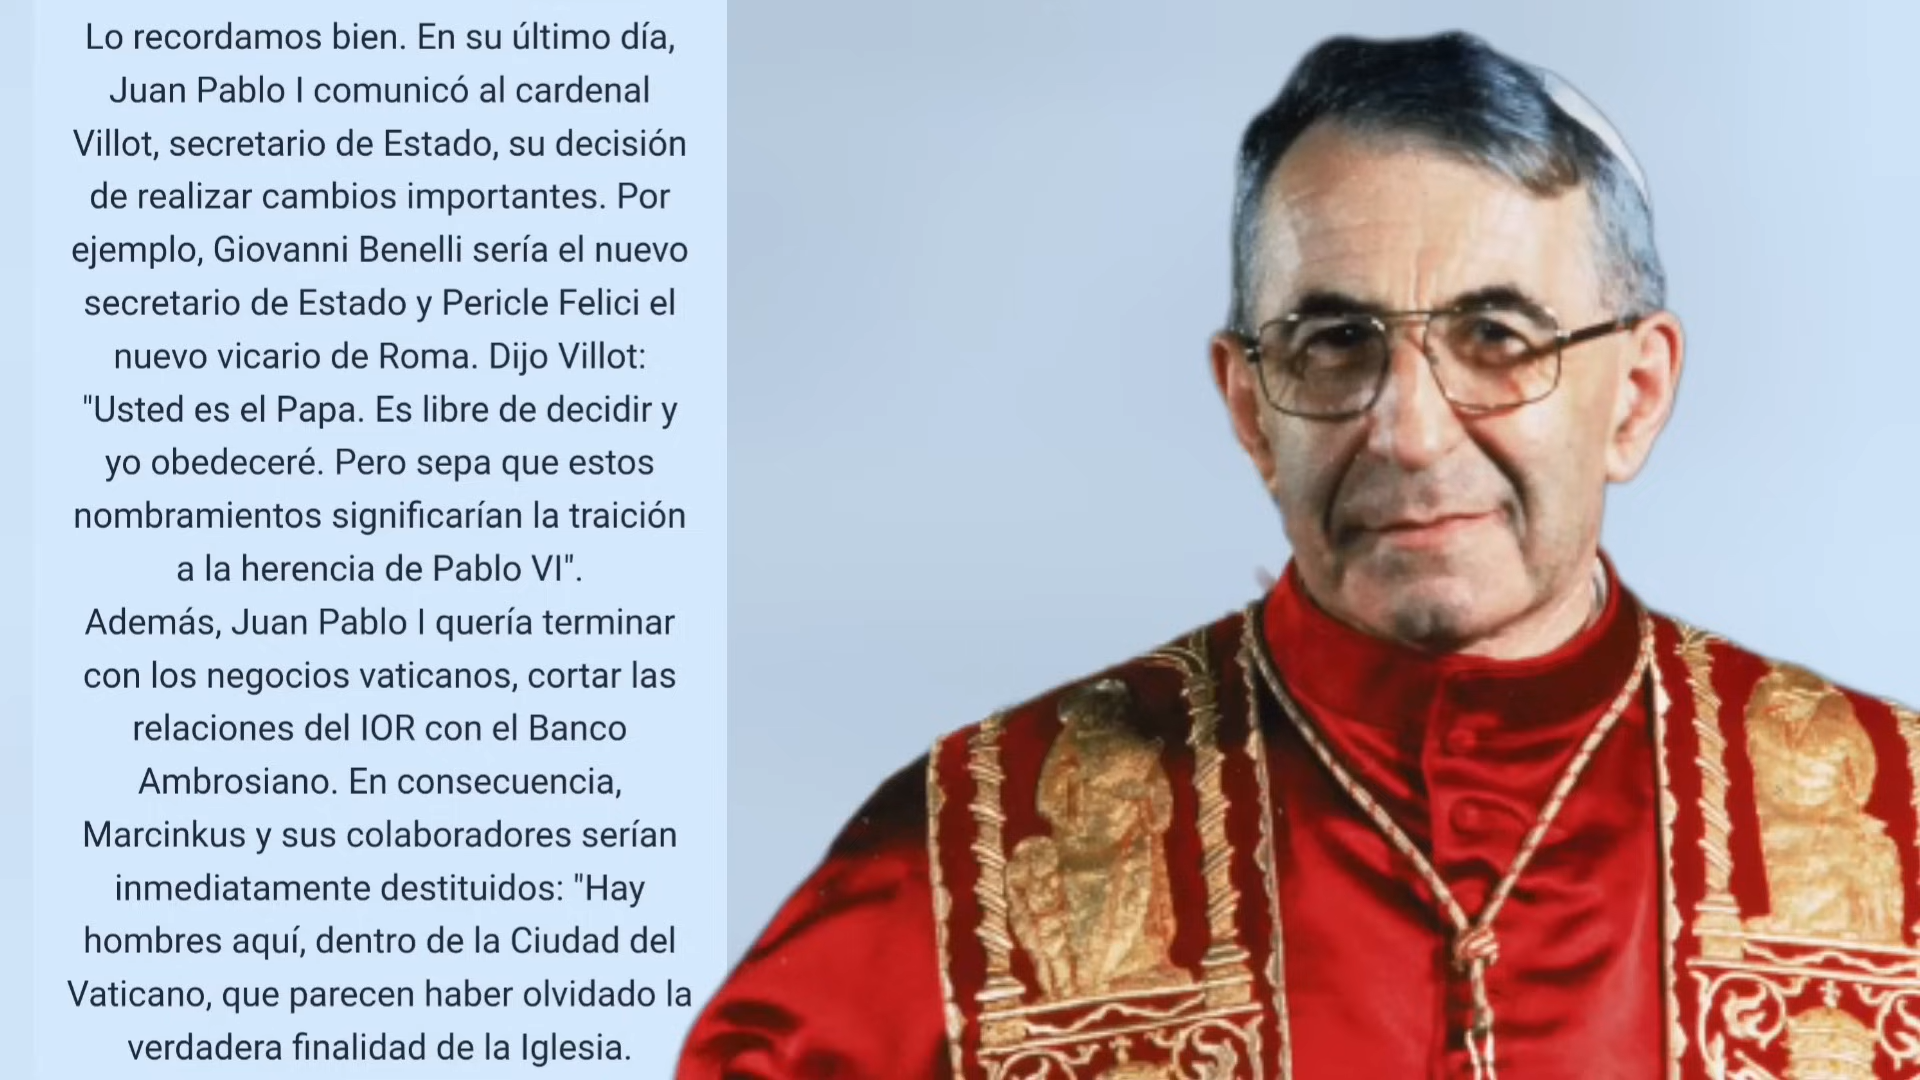 Lo recordamos bien. En su último día,
Juan Pablo I comunicó al cardenal
Villot, secretario de Estado, su decisión
de realizar cambios importantes. Por
ejemplo, Giovanni Benelli sería el nuevo
secretario de Estado y Pericle Felici el
nuevo vicario de Roma. Dijo Villot:
"Usted es el Papa. Es libre de decidir y
yo obedeceré. Pero sepa que estos
nombramientos significarían la traición
a la herencia de Pablo VI".
Además, Juan Pablo I quería terminar
con los negocios vaticanos, cortar las
relaciones del IOR con el Banco
Ambrosiano. En consecuencia,
Marcinkus y sus colaboradores serían
inmediatamente destituidos: "Hay
hombres aquí, dentro de la Ciudad del
Vaticano, que parecen haber olvidado la
verdadera finalidad de la Iglesia.